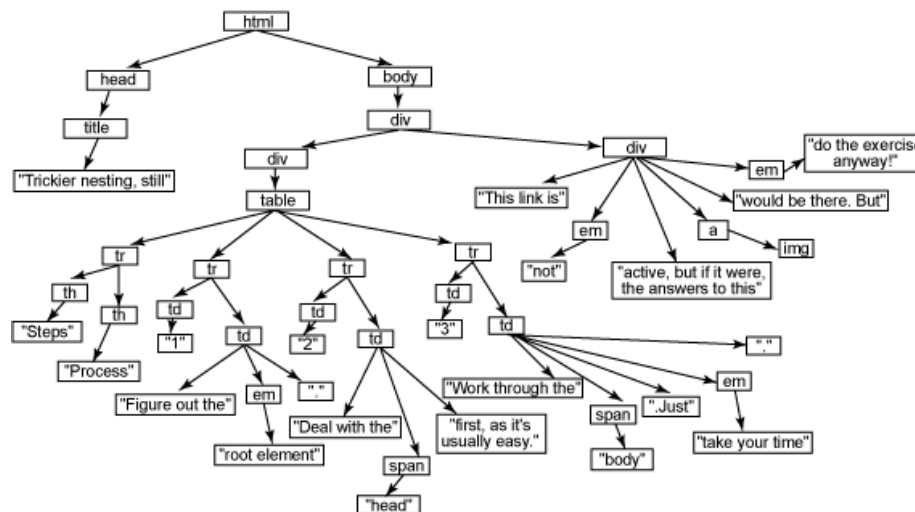 html
head
body
title
div
"Trickier nesting, still"
div
div
em
"do the exercise
anyway!"
table
"This link is"
"would be there. But"
em
a
img
tr
tr
tr
tr
"not"
"active, but if it were,
the answers to this"
th
th
td
td
td
"Steps"
"1"
td
"2"
td
"3"
td
"."
"Process"
"Figure out the"
em
"."
"Deal with the"
"first, as it's
usually easy."
"Work through the"
span
".Just"
em
"root element"
span
"body"
"take your time"
"head"